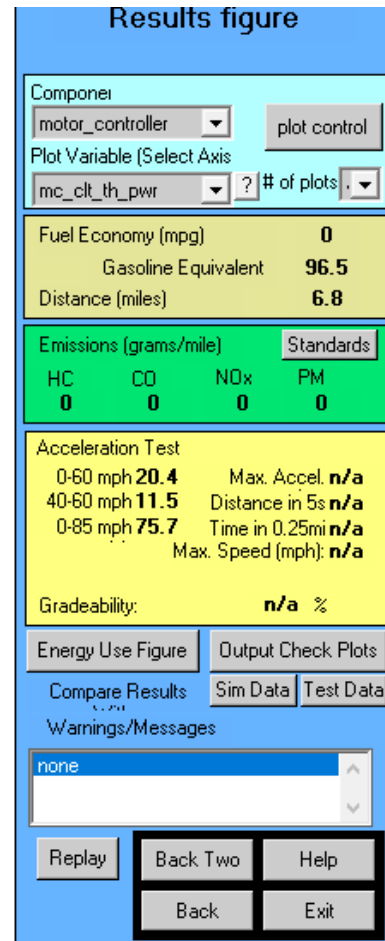 Results figure
Componei
motor_controller
plot control
Plot Variable (Select Axis
mc_clt_th_pwr ? # of plots
Fuel Economy (mpg) 0
Gasoline Equivalent 96.5
Distance (miles) 6.8
Emissions (grams/mile) Standards
HC CO NOx PM
0 0 0 0
Acceleration Test
0-60 mph 20.4 Max. Accel. n/a
40-60 mph 11.5 Distance in 5s n/a
0-85 mph 75.7 Time in 0.25mi n/a
Max. Speed (mph): n/a
Gradeability: n/a %
Energy Use Figure Output Check Plots
Compare Results Sim Data Test Data
Warnings/Messages
none
Replay Back Two Help
Back Exit